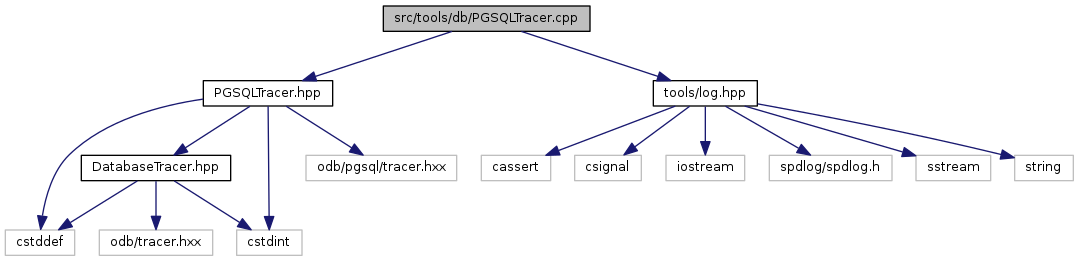 src/tools/db/PGSQLTracer.cpp
PGSQLTracer.hpp
tools/log.hpp
DatabaseTracer.hpp
odb/pgsql/tracer.hxx
cassert
csignal
iostream
spdlog/spdlog.h
sstream
string
cstddef
odb/tracer.hxx
cstdint